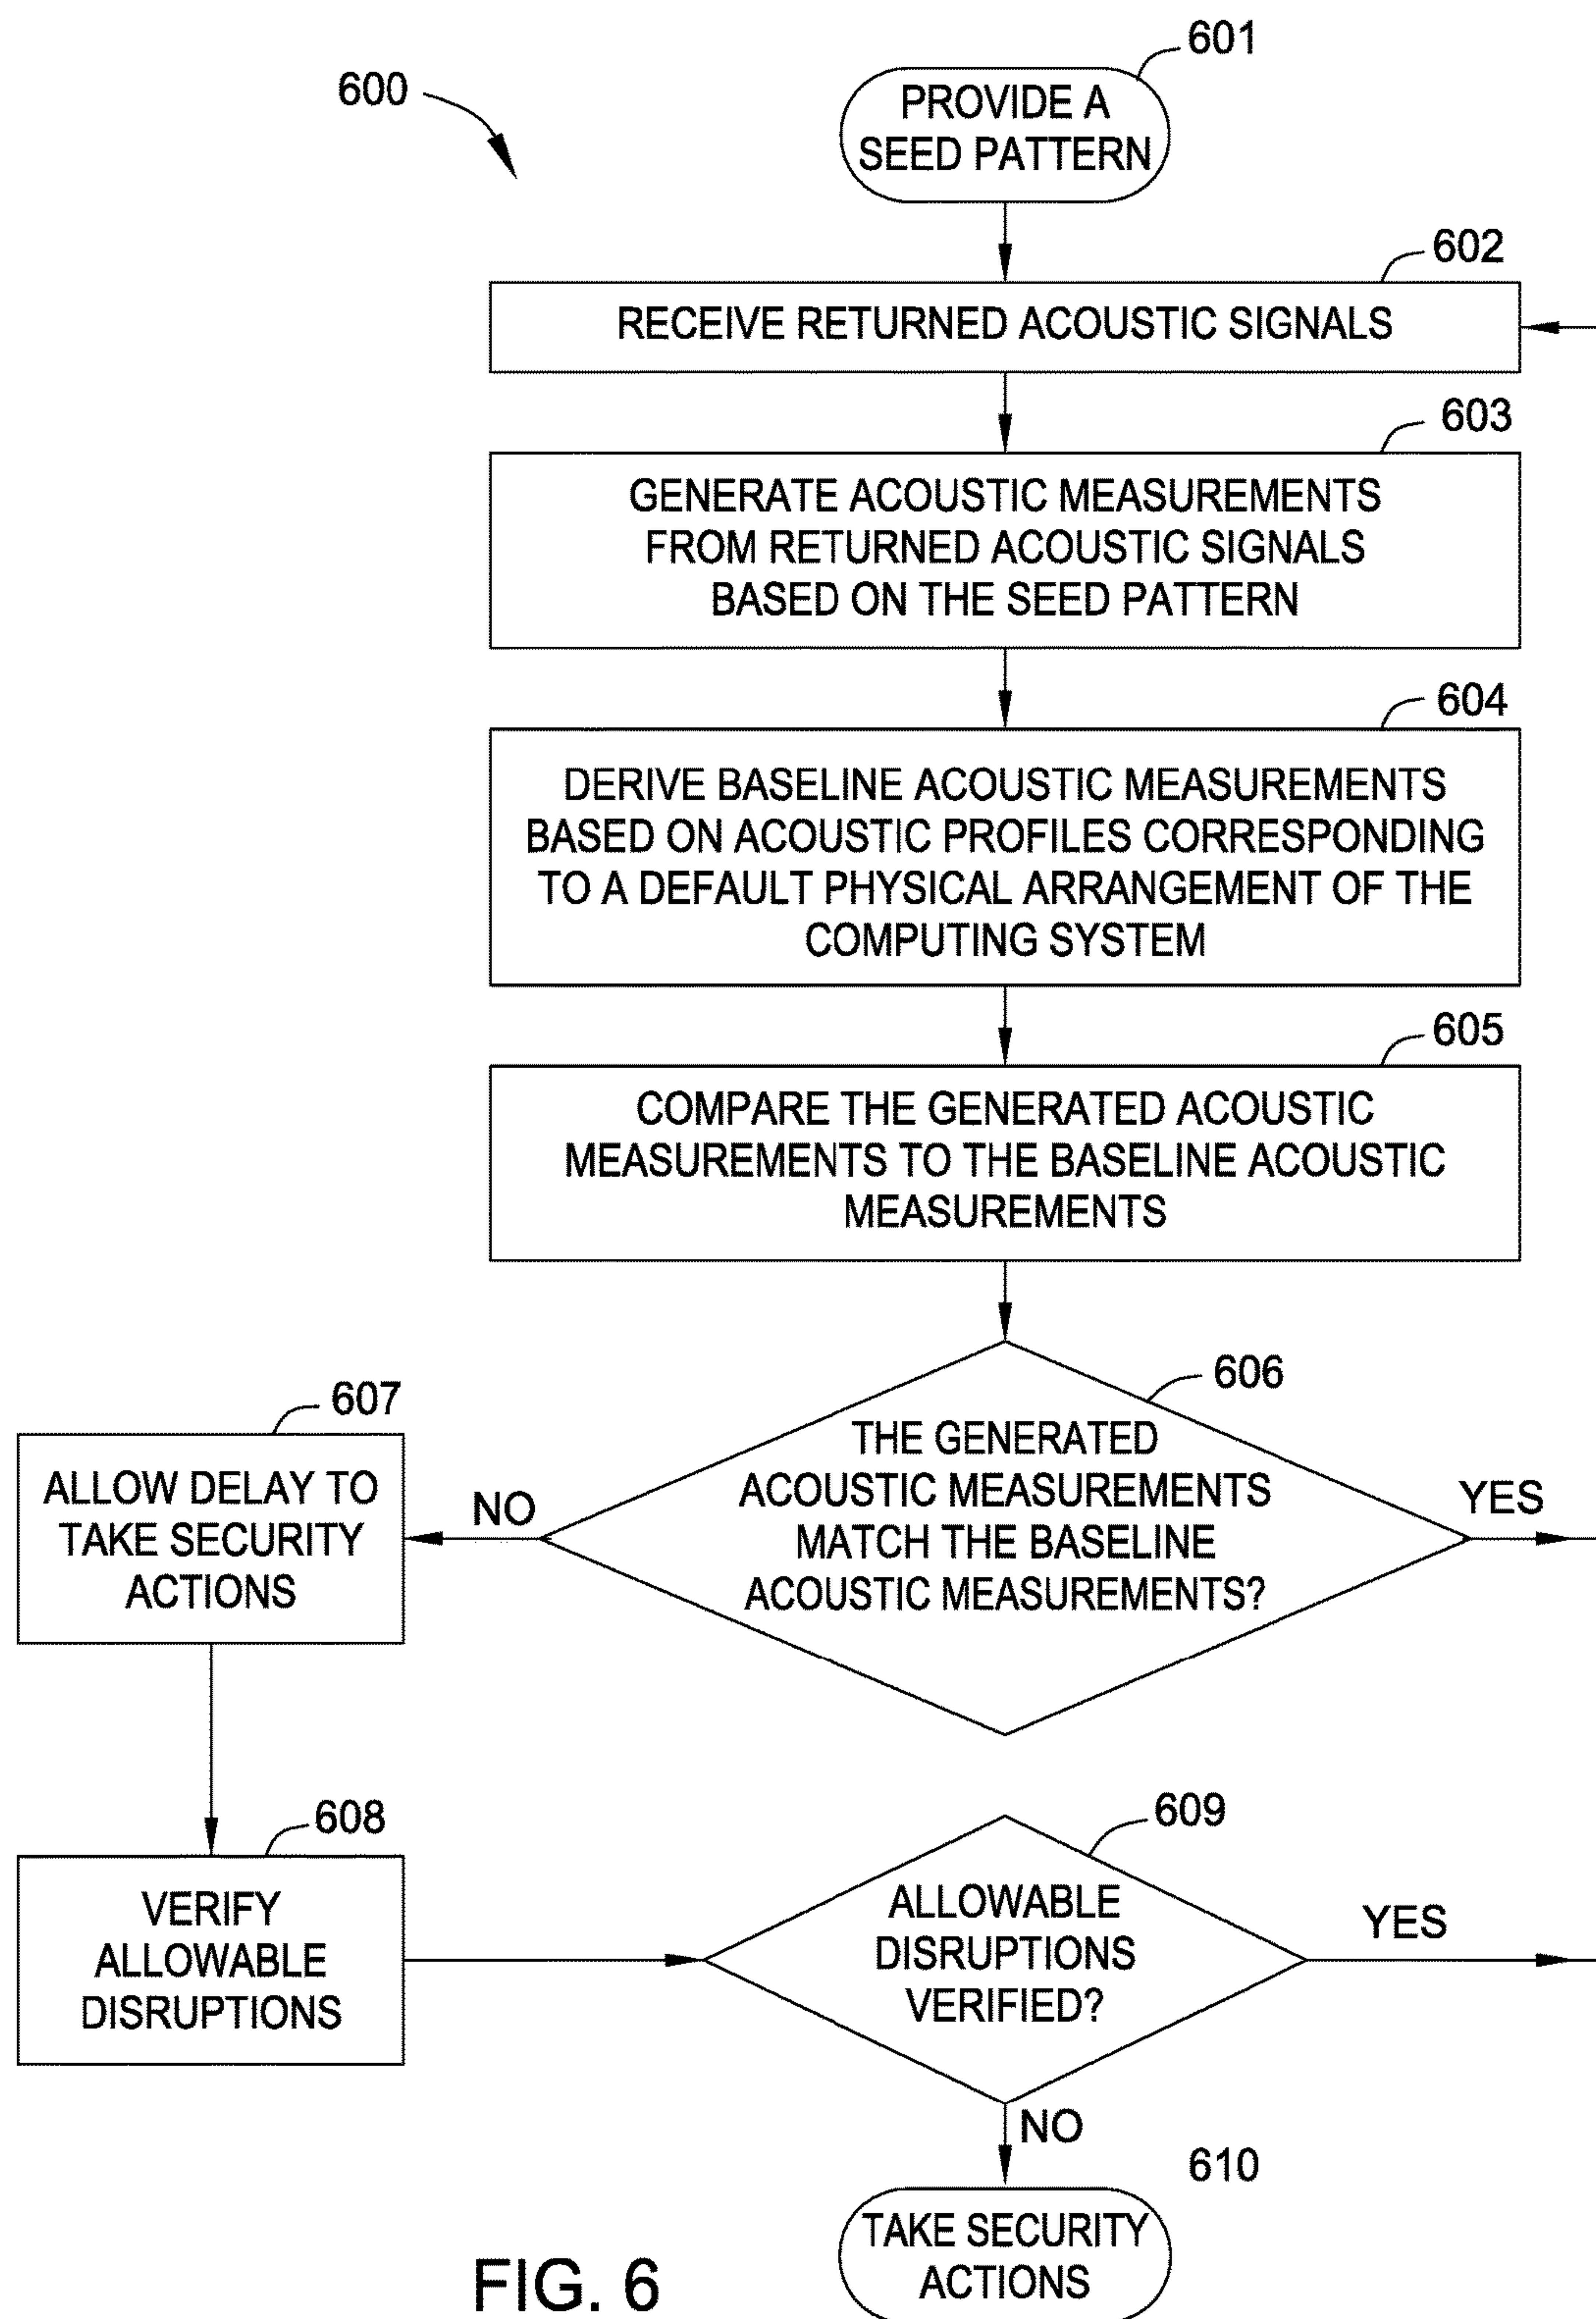 600
601
PROVIDE A
SEED PATTERN
602
RECEIVE RETURNED ACOUSTIC SIGNALS
603
GENERATE ACOUSTIC MEASUREMENTS
FROM RETURNED ACOUSTIC SIGNALS
BASED ON THE SEED PATTERN
604
DERIVE BASELINE ACOUSTIC MEASUREMENTS
BASED ON ACOUSTIC PROFILES CORRESPONDING
TO A DEFAULT PHYSICAL ARRANGEMENT OF THE
COMPUTING SYSTEM
605
COMPARE THE GENERATED ACOUSTIC
MEASUREMENTS TO THE BASELINE ACOUSTIC
MEASUREMENTS
606
THE GENERATED
ACOUSTIC MEASUREMENTS
MATCH THE BASELINE
ACOUSTIC MEASUREMENTS?
YES
NO
607
ALLOW DELAY TO
TAKE SECURITY
ACTIONS
608
VERIFY
ALLOWABLE
DISRUPTIONS
609
ALLOWABLE
DISRUPTIONS
VERIFIED?
YES
NO
610
TAKE SECURITY
ACTIONS
FIG. 6